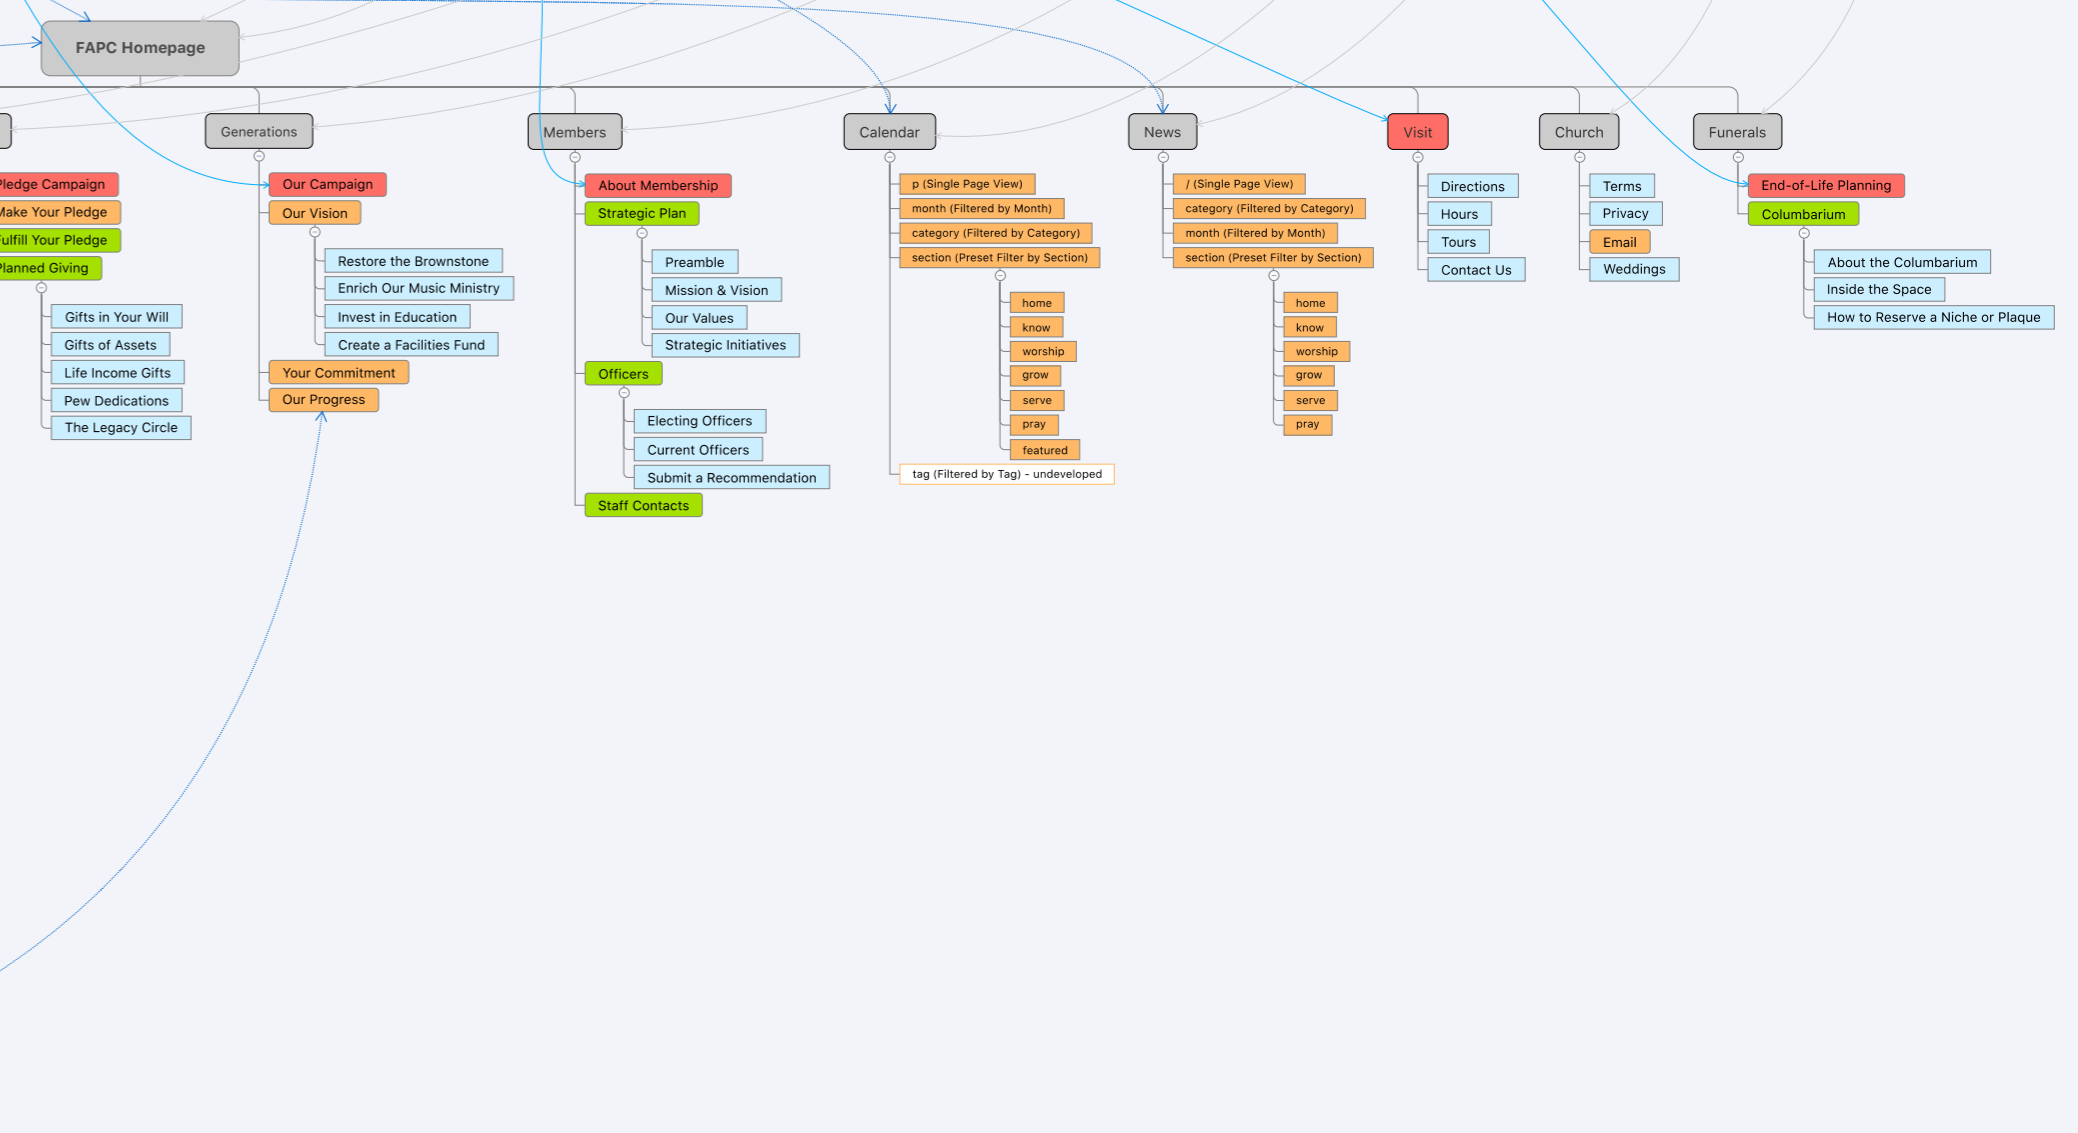 FAPC Homepage
Generations
Members
Calendar
News
Visit
Church
Funerals
Pledge Campaign
Make Your Pledge
Fulfill Your Pledge
Planned Giving
Gifts in Your Will
Gifts of Assets
Life Income Gifts
Pew Dedications
The Legacy Circle
Our Campaign
Our Vision
Restore the Brownstone
Enrich Our Music Ministry
Invest in Education
Create a Facilities Fund
Your Commitment
Our Progress
About Membership
Strategic Plan
Preamble
Mission & Vision
Our Values
Strategic Initiatives
Officers
Electing Officers
Current Officers
Submit a Recommendation
Staff Contacts
p (Single Page View)
month (Filtered by Month)
category (Filtered by Category)
section (Preset Filter by Section)
home
know
worship
grow
serve
pray
featured
tag (Filtered by Tag) - undeveloped
/ (Single Page View)
category (Filtered by Category)
month (Filtered by Month)
section (Preset Filter by Section)
home
know
worship
grow
serve
pray
Directions
Hours
Tours
Contact Us
Terms
Privacy
Email
Weddings
End-of-Life Planning
Columbarium
About the Columbarium
Inside the Space
How to Reserve a Niche or Plaque